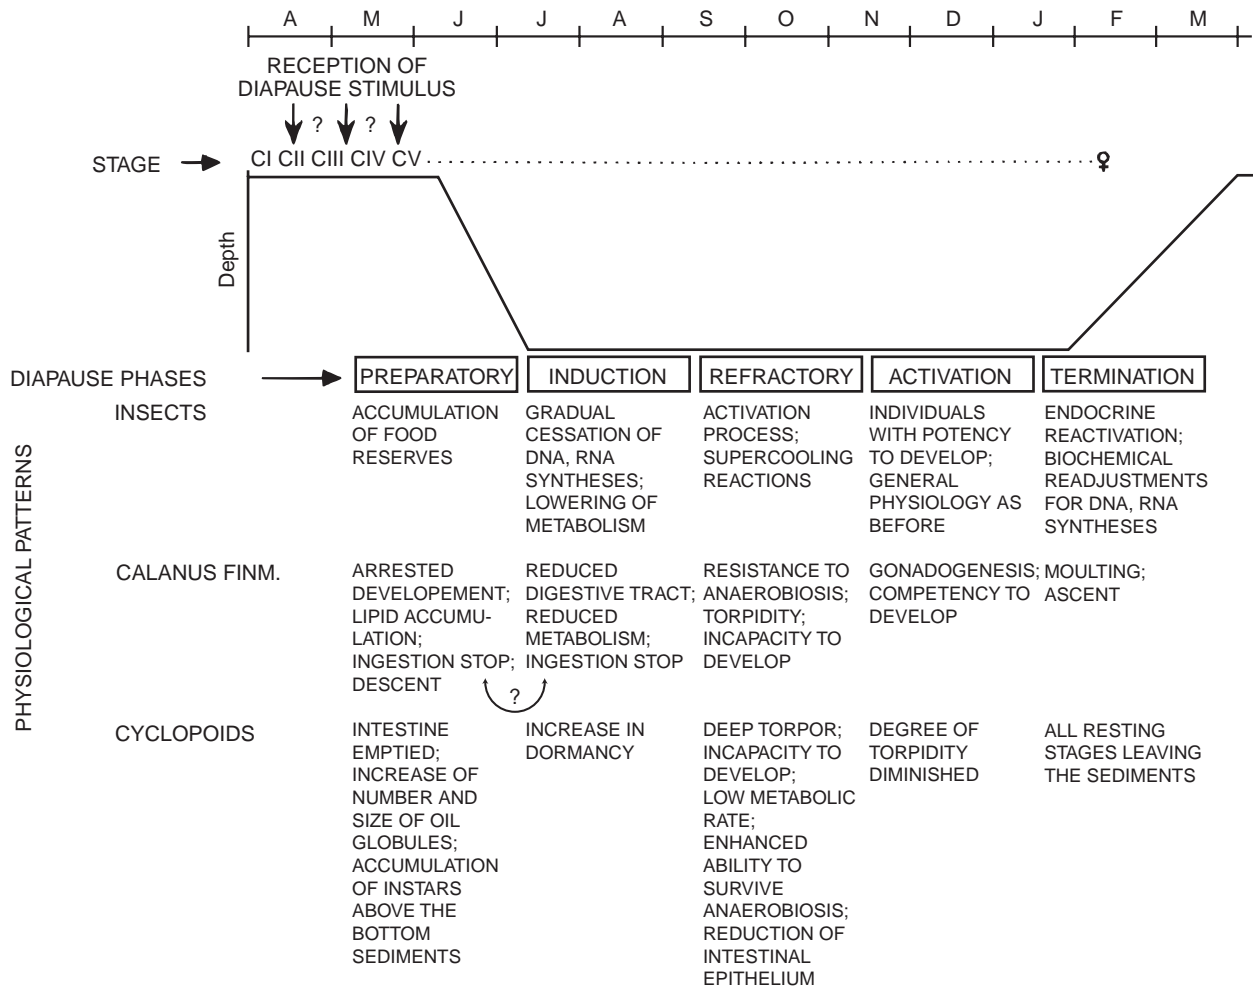 A M J J A S O N D J F M
RECEPTION OF
DIAPAUSE STIMULUS
? ?
STAGE CI CII CIII CIV CV ♀
Depth
DIAPAUSE PHASES PREPARATORY INDUCTION REFRACTORY ACTIVATION TERMINATION
PHYSIOLOGICAL PATTERNS
INSECTS
ACCUMULATION
OF FOOD
RESERVES
GRADUAL
CESSATION OF
DNA, RNA
SYNTHESES;
LOWERING OF
METABOLISM
ACTIVATION
PROCESS;
SUPERCOOLING
REACTIONS
INDIVIDUALS
WITH POTENCY
TO DEVELOP;
GENERAL
PHYSIOLOGY AS
BEFORE
ENDOCRINE
REACTIVATION;
BIOCHEMICAL
READJUSTMENTS
FOR DNA, RNA
SYNTHESES
CALANUS FINM.
ARRESTED
DEVELOPEMENT;
LIPID ACCUMU-
LATION;
INGESTION STOP;
DESCENT
?
REDUCED
DIGESTIVE TRACT;
REDUCED
METABOLISM;
INGESTION STOP
RESISTANCE TO
ANAEROBIOSIS;
TORPIDITY;
INCAPACITY TO
DEVELOP
GONADOGENESIS;
COMPETENCY TO
DEVELOP
MOULTING;
ASCENT
CYCLOPOIDS
INTESTINE
EMPTIED;
INCREASE OF
NUMBER AND
SIZE OF OIL
GLOBULES;
ACCUMULATION
OF INSTARS
ABOVE THE
BOTTOM
SEDIMENTS
INCREASE IN
DORMANCY
DEEP TORPOR;
INCAPACITY TO
DEVELOP;
LOW METABOLIC
RATE;
ENHANCED
ABILITY TO
SURVIVE
ANAEROBIOSIS;
REDUCTION OF
INTESTINAL
EPITHELIUM
DEGREE OF
TORPIDITY
DIMINISHED
ALL RESTING
STAGES LEAVING
THE SEDIMENTS